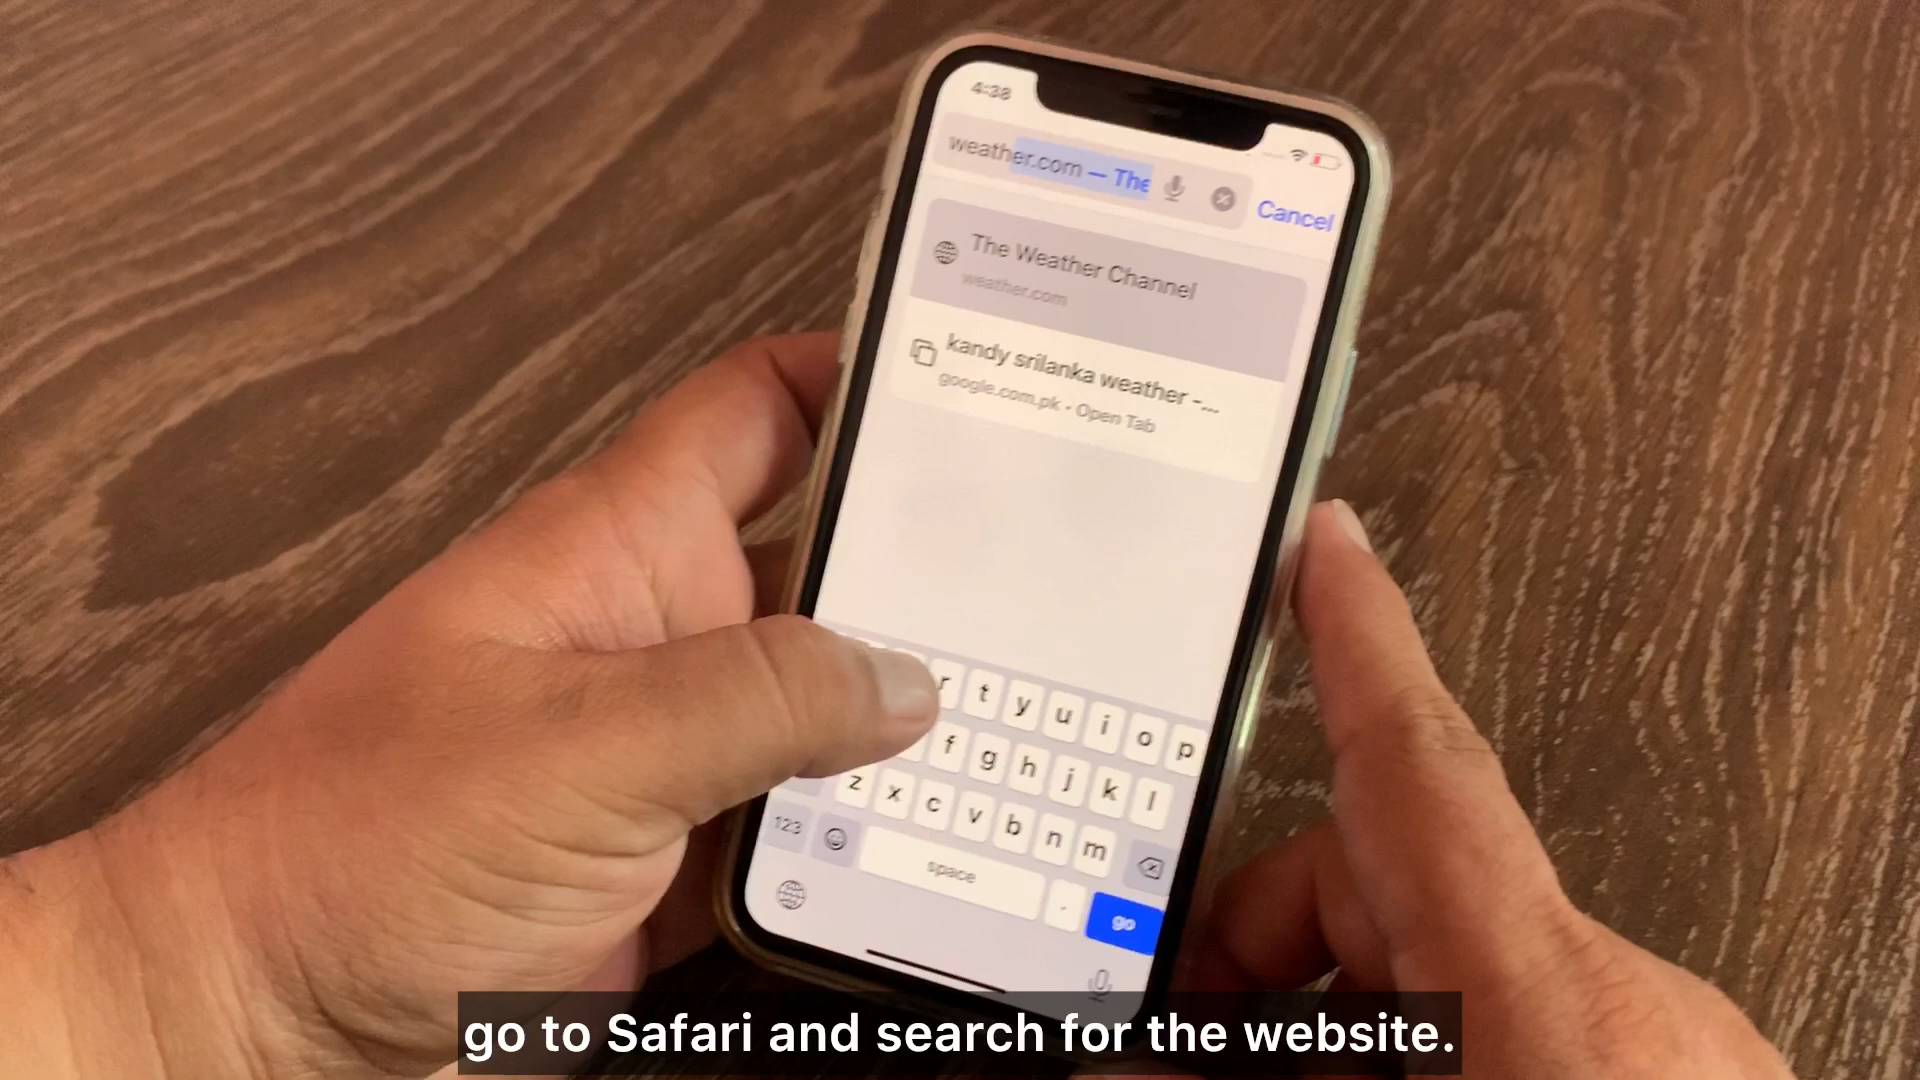 4:38
weather.com — The
Cancel
The Weather Channel
weather.com
kandy srilanka weather -...
google.com.pk • Open Tab
r t y u i o p
f g h j k l
z x c v b n m
123
space
.
go
go to Safari and search for the website.